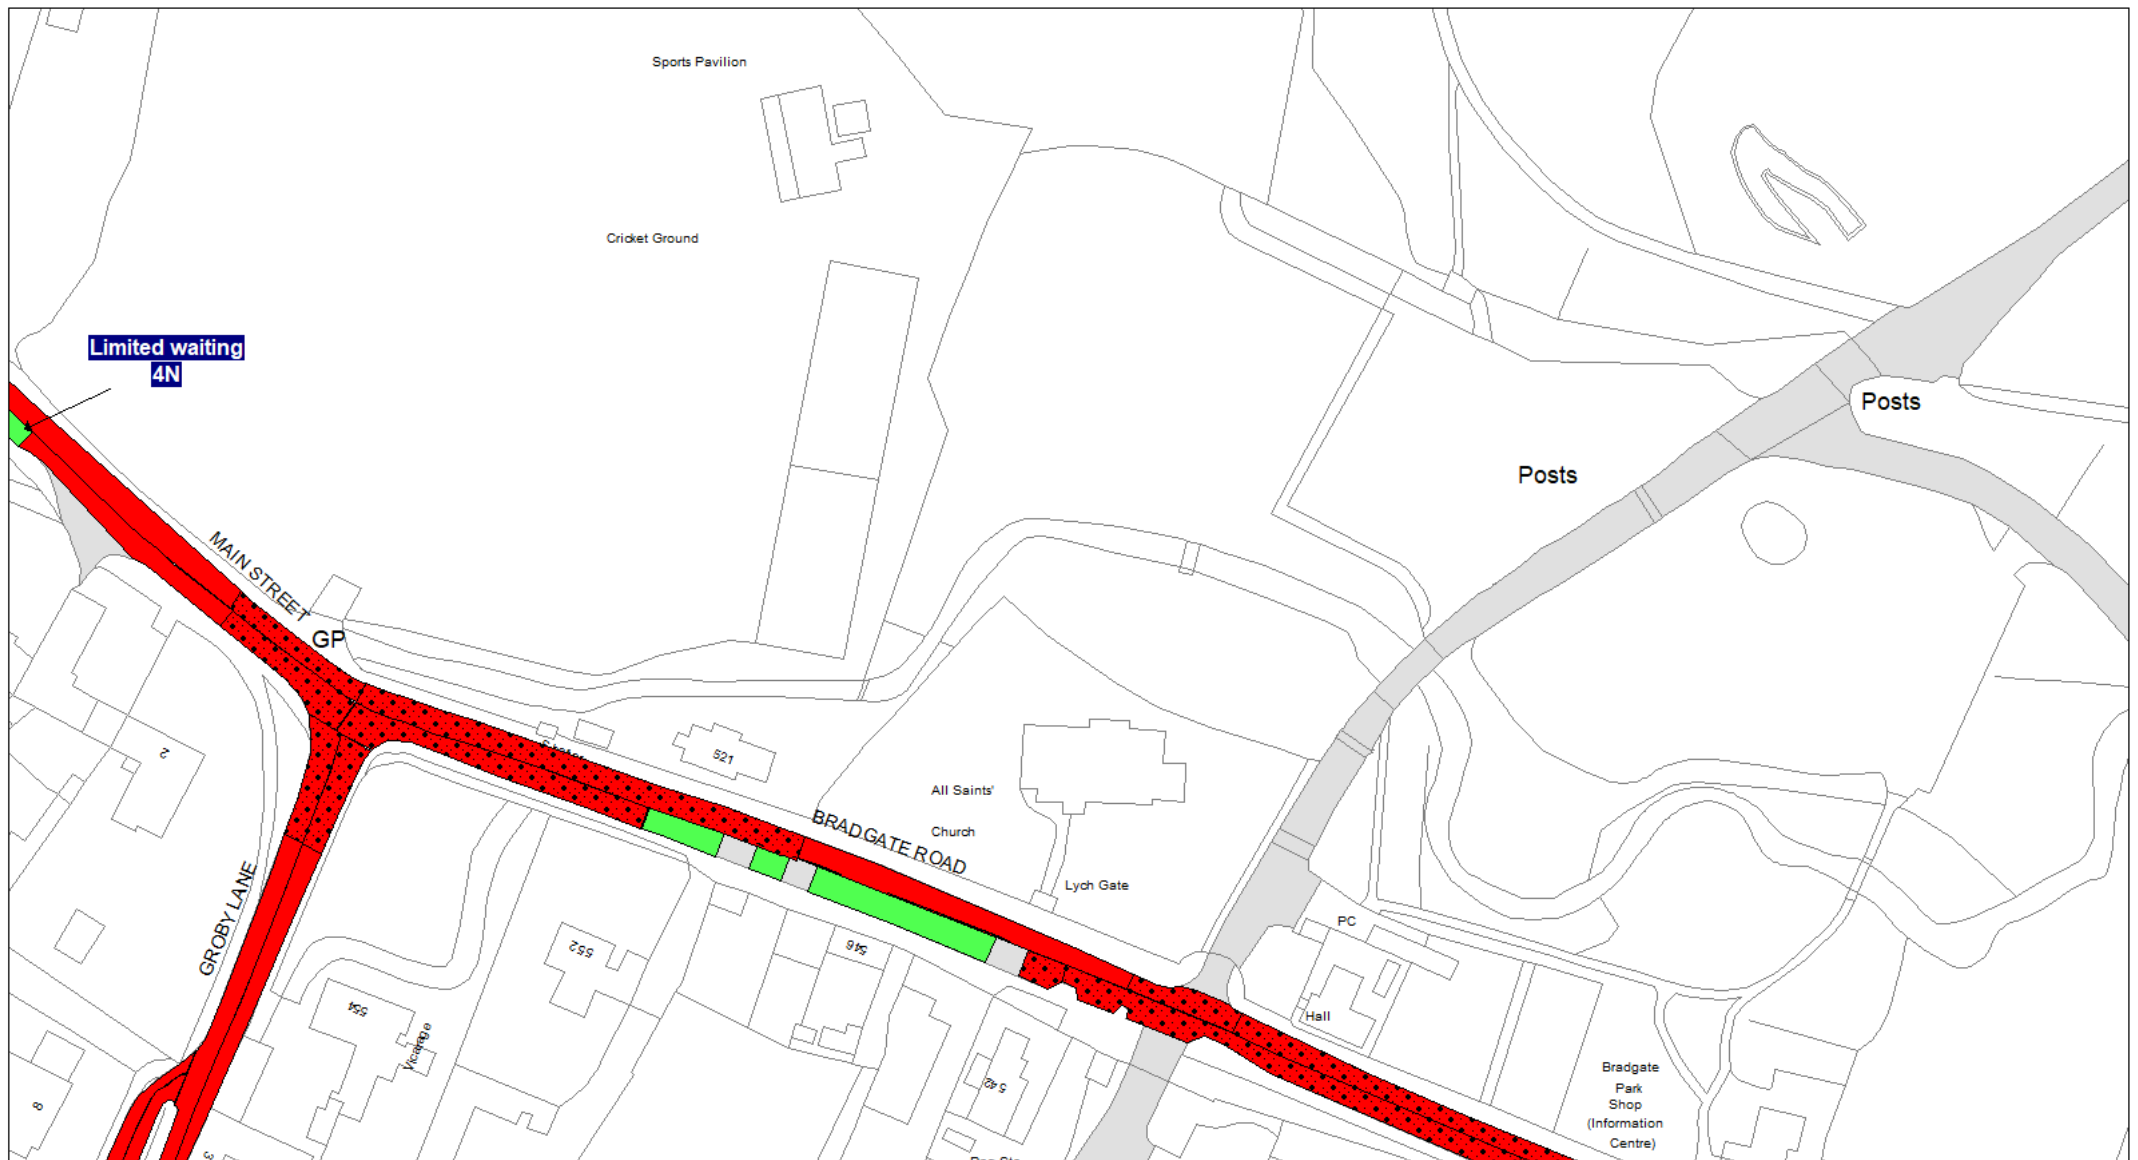 Sports Pavilion
Cricket Ground
Limited waiting
4N
Posts
Posts
MAIN STREET
GP
521
2
All Saints'
Church
BRADGATE ROAD
Lych Gate
PC
GROBY LANE
552
546
554
Vicarage
Hall
542
8
3
Bradgate
Park
Shop
(Information
Centre)